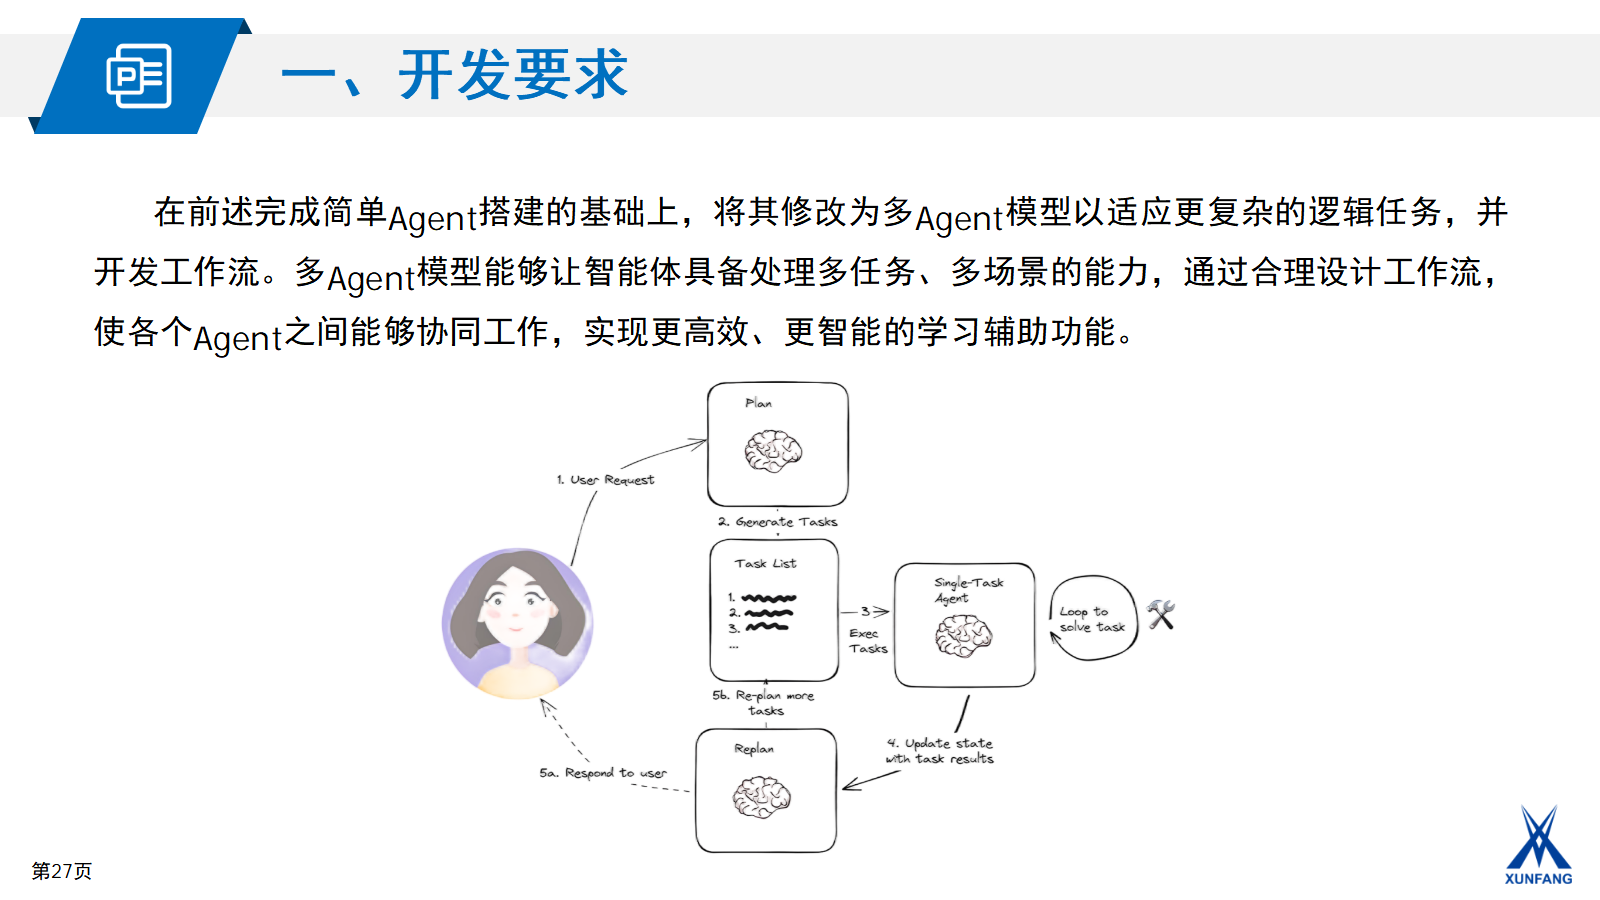 一、开发要求
在前述完成简单Agent搭建的基础上，将其修改为多Agent模型以适应更复杂的逻辑任务，并
开发工作流。多Agent模型能够让智能体具备处理多任务、多场景的能力，通过合理设计工作流，
使各个Agent之间能够协同工作，实现更高效、更智能的学习辅助功能。
Plan
1. User Request
2. Generate Tasks
Task List
1.
2.
3.
...
3
Exec
Tasks
Single-Task
Agent
Loop to
solve task
5b. Re-plan more
tasks
Replan
4. Update state
with task results
5a. Respond to user
第27页
XUNFANG